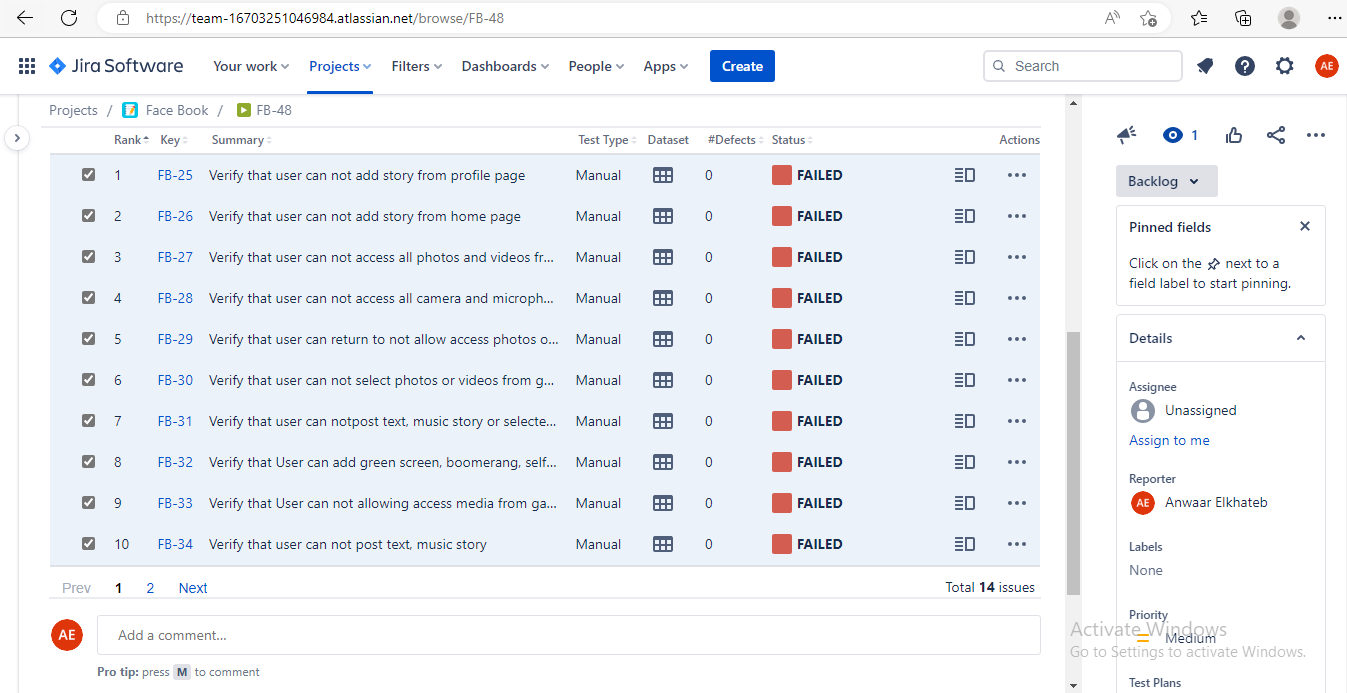 https://team-16703251046984.atlassian.net/browse/FB-48
Jira Software Your work Projects Filters Dashboards People Apps Create Search AE
Projects / Face Book / FB-48
1
Rank Key Summary Test Type Dataset #Defects Status Actions
1 FB-25 Verify that user can not add story from profile page Manual 0 FAILED
2 FB-26 Verify that user can not add story from home page Manual 0 FAILED
3 FB-27 Verify that user can not access all photos and videos fr... Manual 0 FAILED
4 FB-28 Verify that user can not access all camera and microph... Manual 0 FAILED
5 FB-29 Verify that user can return to not allow access photos o... Manual 0 FAILED
6 FB-30 Verify that user can not select photos or videos from g... Manual 0 FAILED
7 FB-31 Verify that user can notpost text, music story or selecte... Manual 0 FAILED
8 FB-32 Verify that User can add green screen, boomerang, self... Manual 0 FAILED
9 FB-33 Verify that User can not allowing access media from ga... Manual 0 FAILED
10 FB-34 Verify that user can not post text, music story Manual 0 FAILED
Prev 1 2 Next Total 14 issues
AE Add a comment...
Pro tip: press M to comment
Backlog
Pinned fields
Click on the next to a
field label to start pinning.
Details
Assignee
Unassigned
Assign to me
Reporter
AE Anwaar Elkhateb
Labels
None
Priority
Medium
Test Plans
Activate Windows
Go to Settings to activate Windows.